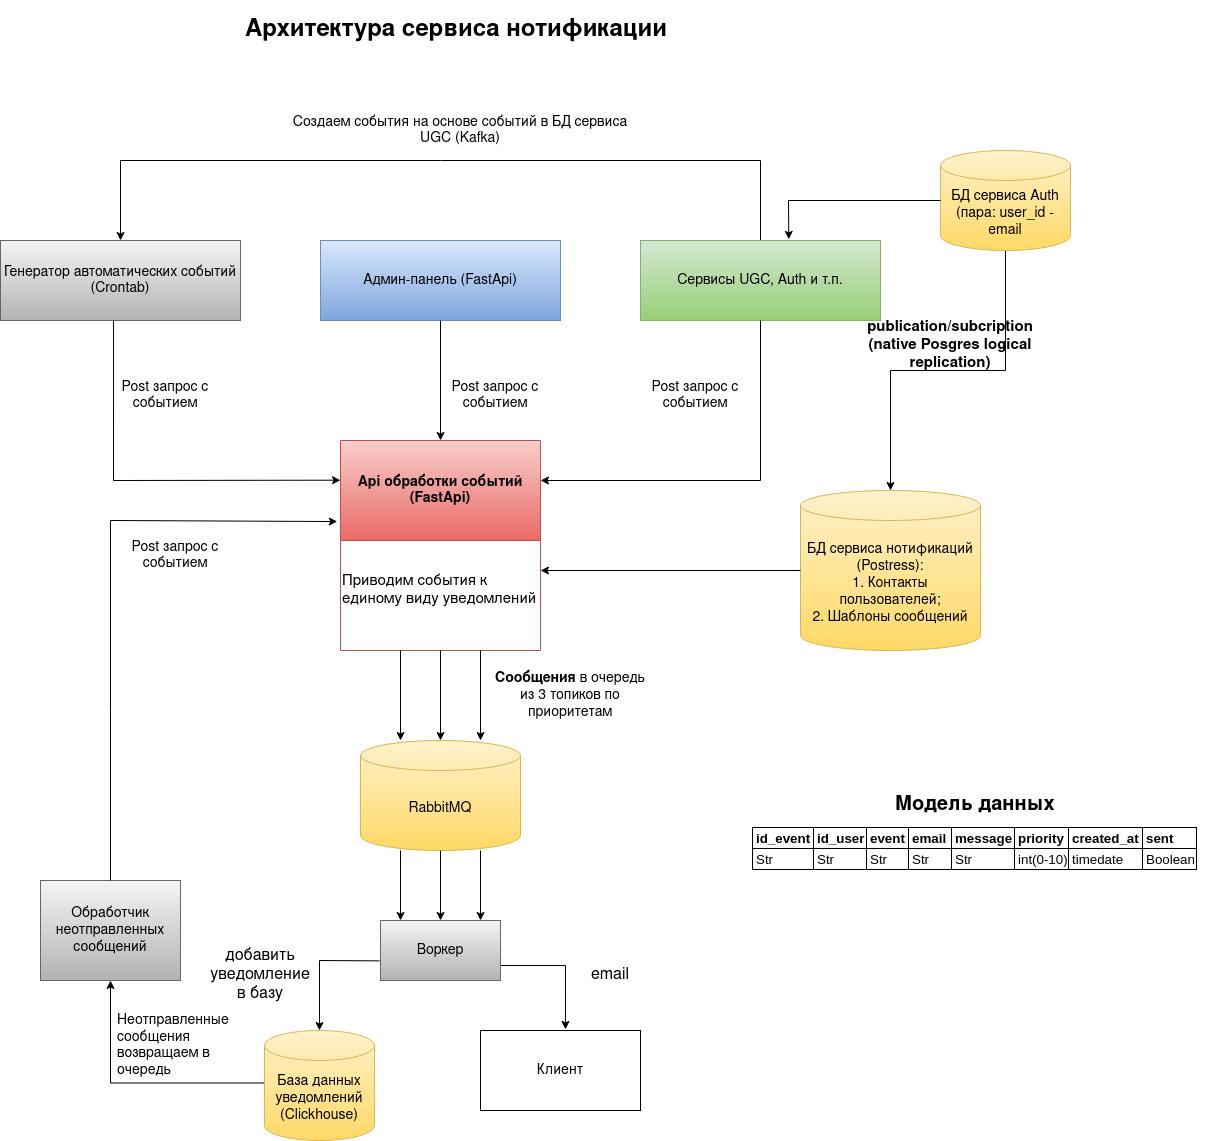 Архитектура сервиса нотификации
Создаем события на основе событий в БД сервиса
UGC (Kafka)
БД сервиса Auth
(пара: user_id -
email
Генератор автоматических событий
(Crontab)
Админ-панель (FastApi)
Сервисы UGC, Auth и т.п.
publication/subcription
(native Posgres logical
replication)
Post запрос с
событием
Post запрос с
событием
Post запрос с
событием
Api обработки событий
(FastApi)
Post запрос с
событием
Приводим события к
единому виду уведомлений
БД сервиса нотификаций
(Postress):
1. Контакты
пользователей;
2. Шаблоны сообщений
Сообщения в очередь
из 3 топиков по
приоритетам
RabbitMQ
Модель данных
id_event id_user event email message priority created_at sent
Str Str Str Str Str int(0-10) timedate Boolean
Обработчик
неотправленных
сообщений
Воркер
добавить
уведомление
в базу
email
Неотправленные
сообщения
возвращаем в
очередь
База данных
уведомлений
(Clickhouse)
Клиент